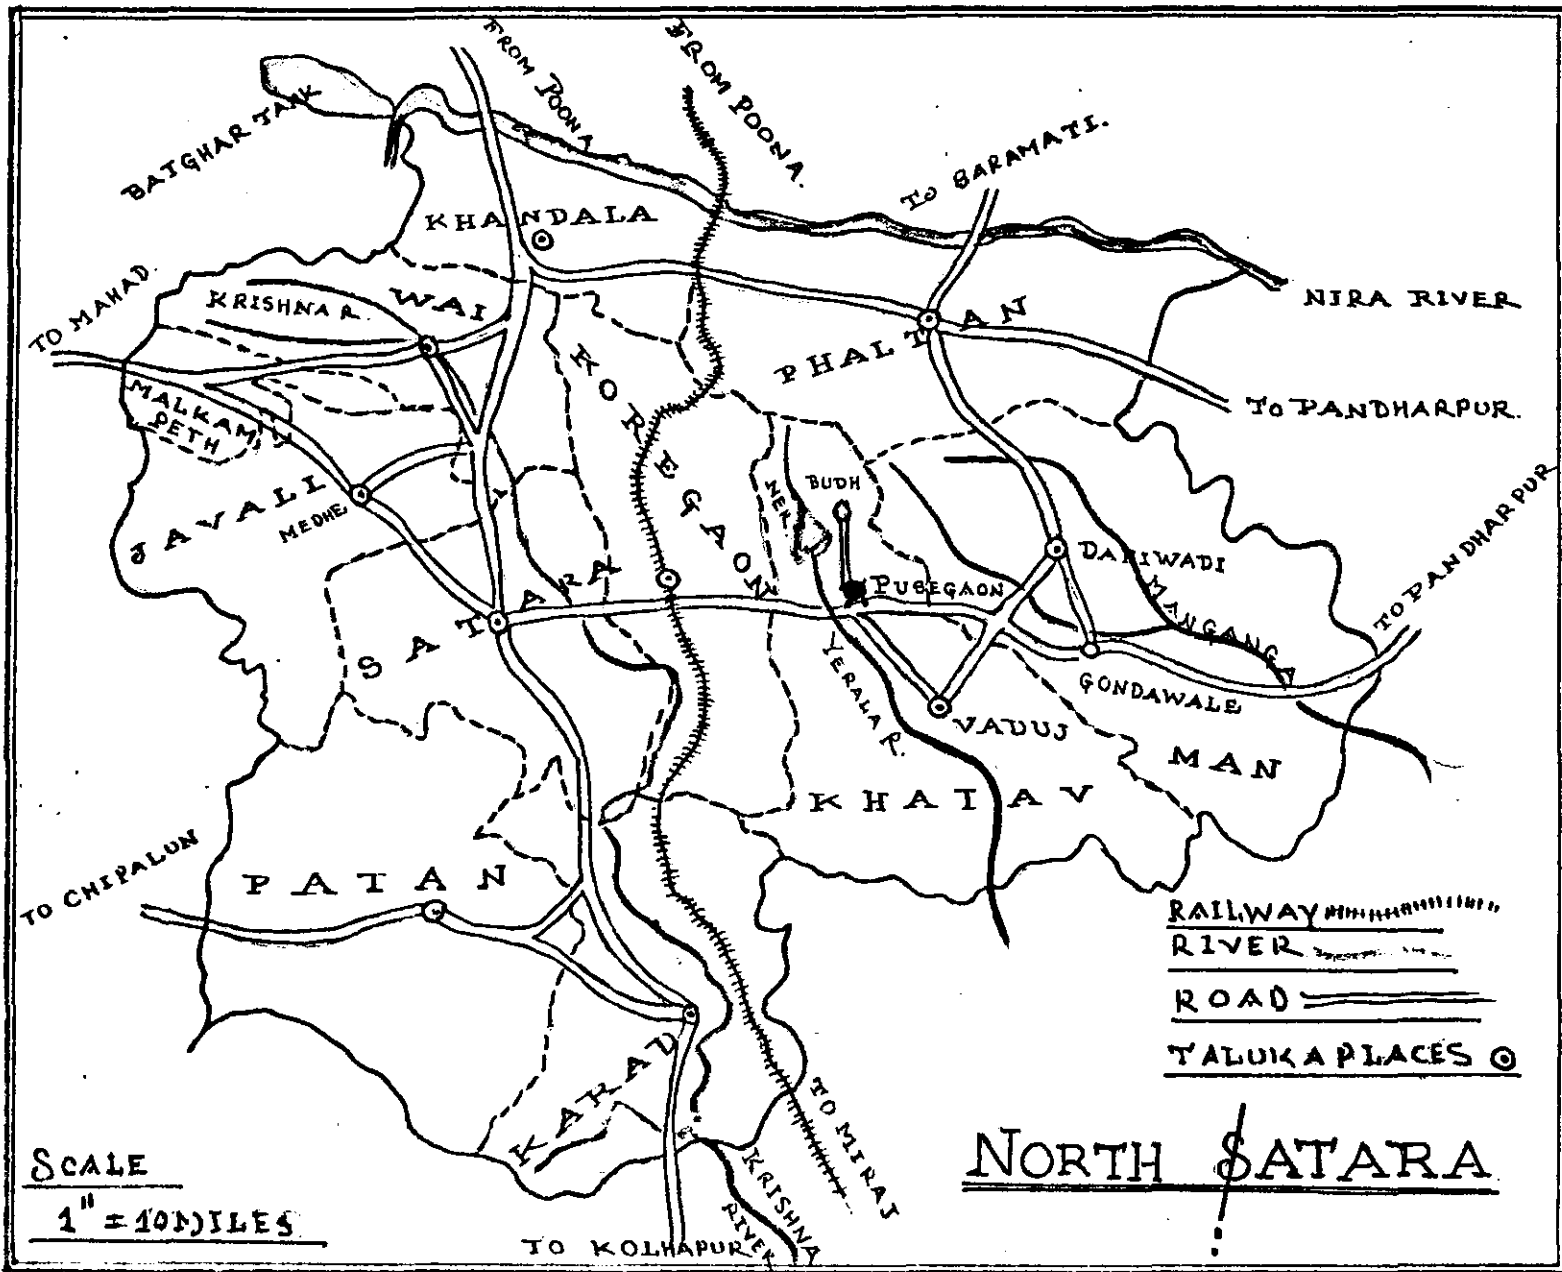 FROM POONA
FROM POONA.
BATGHAR TANK
TO BARAMATI.
KHANDALA
TO MAHAD.
KRISHNA R.
WAI
NIRA RIVER
PHALTAN
KOREGAON
MALKAM
PETH
TO PANDHARPUR.
JAVALI
MEDHE
NER
BUDH
DAHIWADI
TO PANDHARPUR
PUSEGAON
MANGANGA
SATARA
YERALA R.
GONDAWALE
VADUJ
MAN
KHATAV
TO CHIPALUN
PATAN
RAILWAY
RIVER
ROAD
TALUKA PLACES
KARAD
TO MIRAJ
KRISHNA
RIVER
NORTH SATARA
SCALE
1" = 10 MILES
TO KOLHAPUR